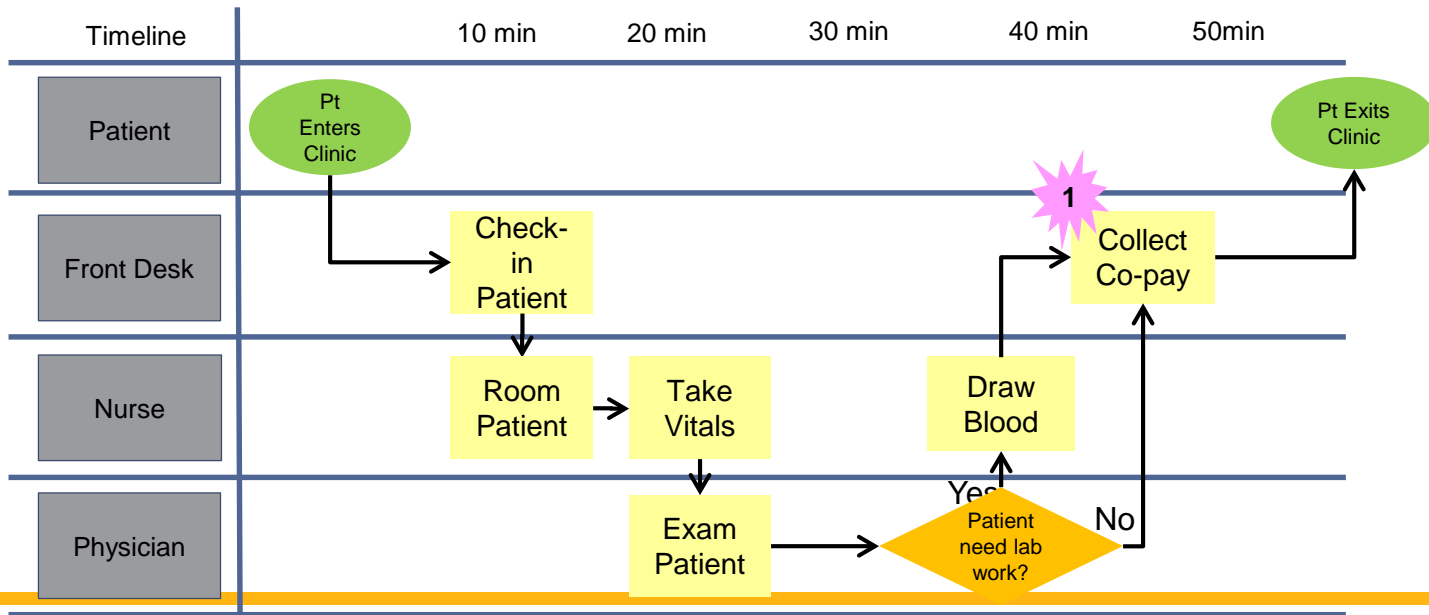 Timeline
10 min
20 min
30 min
40 min
50min
Patient
Pt
Enters
Clinic
Pt Exits
Clinic
1
Front Desk
Check-
in
Patient
Collect
Co-pay
Nurse
Room
Patient
Take
Vitals
Draw
Blood
Physician
Exam
Patient
Yes
Patient
need lab
work?
No